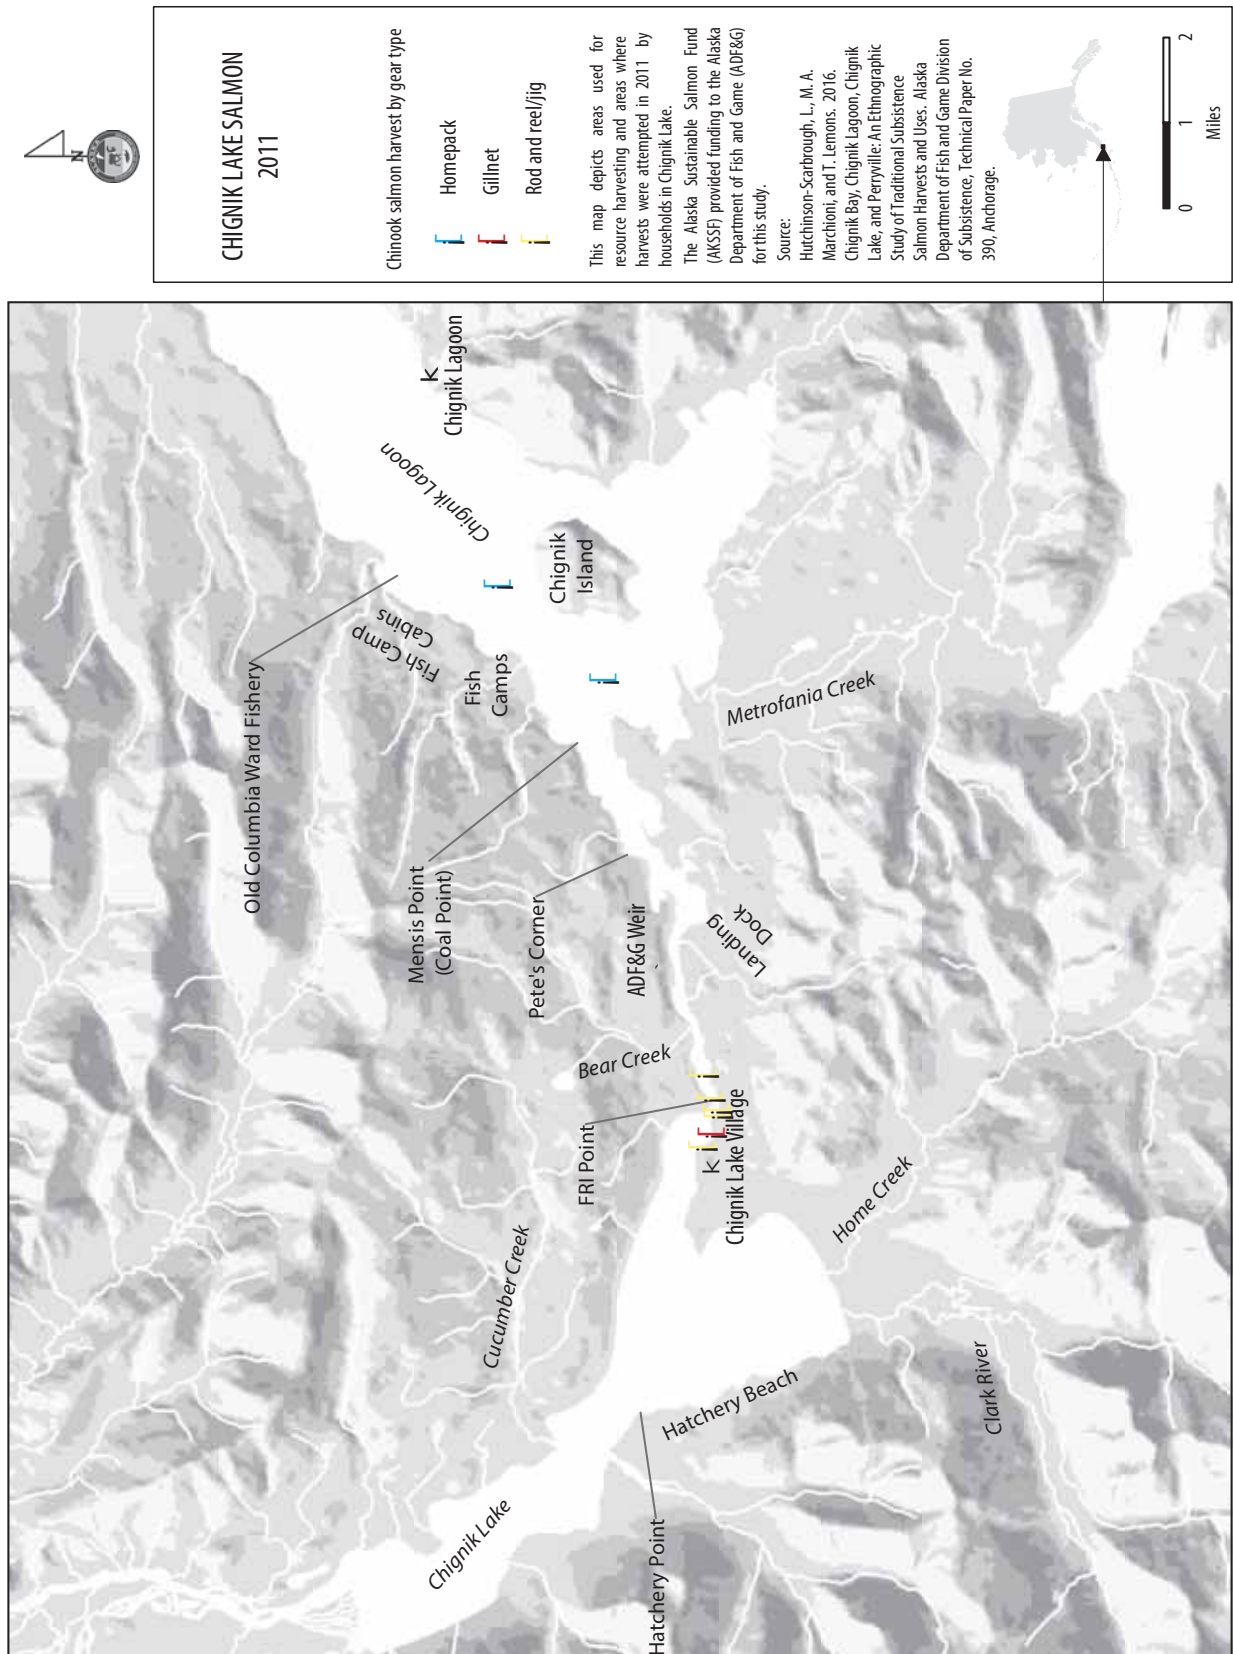 N
CHIGNIK LAKE SALMON
2011
Chinook salmon harvest by gear type
Homepack
Gillnet
Rod and reel/jig
This map depicts areas used for
resource harvesting and areas where
harvests were attempted in 2011 by
households in Chignik Lake.
The Alaska Sustainable Salmon Fund
(AKSSF) provided funding to the Alaska
Department of Fish and Game (ADF&G)
for this study.
Source:
Hutchinson-Scarbrough, L., M. A.
Marchioni, and T. Lemons. 2016.
Chignik Bay, Chignik Lagoon, Chignik
Lake, and Perryville: An Ethnographic
Study of Traditional Subsistence
Salmon Harvests and Uses. Alaska
Department of Fish and Game Division
of Subsistence, Technical Paper No.
390, Anchorage.
0 1 2
Miles
Old Columbia Ward Fishery
Fish Camp
Cabins
Fish
Camps
Chignik Lagoon
K
Chignik Lagoon
Chignik
Island
Mensis Point
(Coal Point)
Pete's Corner
ADF&G Weir
Landing
Dock
Metrofania Creek
Bear Creek
FRI Point
K
Chignik Lake Village
Cucumber Creek
Home Creek
Clark River
Hatchery Beach
Hatchery Point
Chignik Lake